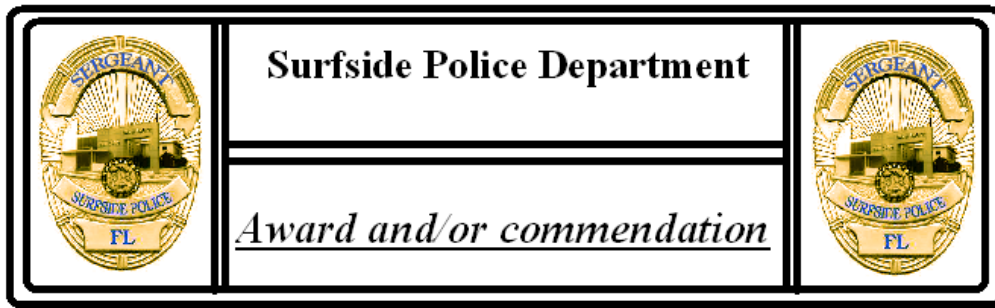 SERGEANT
SURFSIDE POLICE
FL
Surfside Police Department
Award and/or commendation
SERGEANT
SURFSIDE POLICE
FL